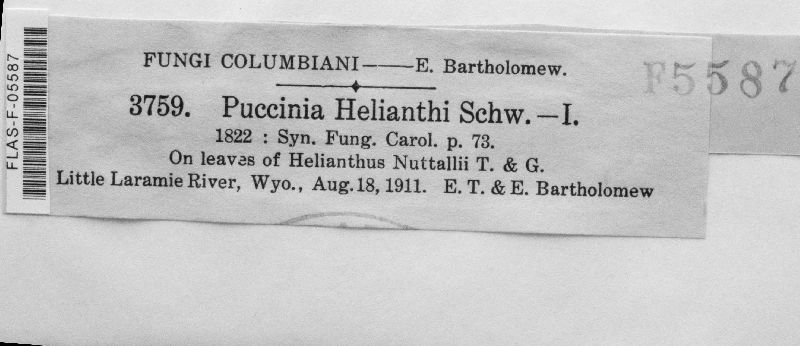 FUNGI COLUMBIANI——E. Bartholomew.
3759. Puccinia Helianthi Schw.—I.
1822 : Syn. Fung. Carol. p. 73.
On leaves of Helianthus Nuttallii T. & G.
Little Laramie River, Wyo., Aug. 18, 1911. E. T. & E. Bartholomew
FLAS-F-05587
F5587